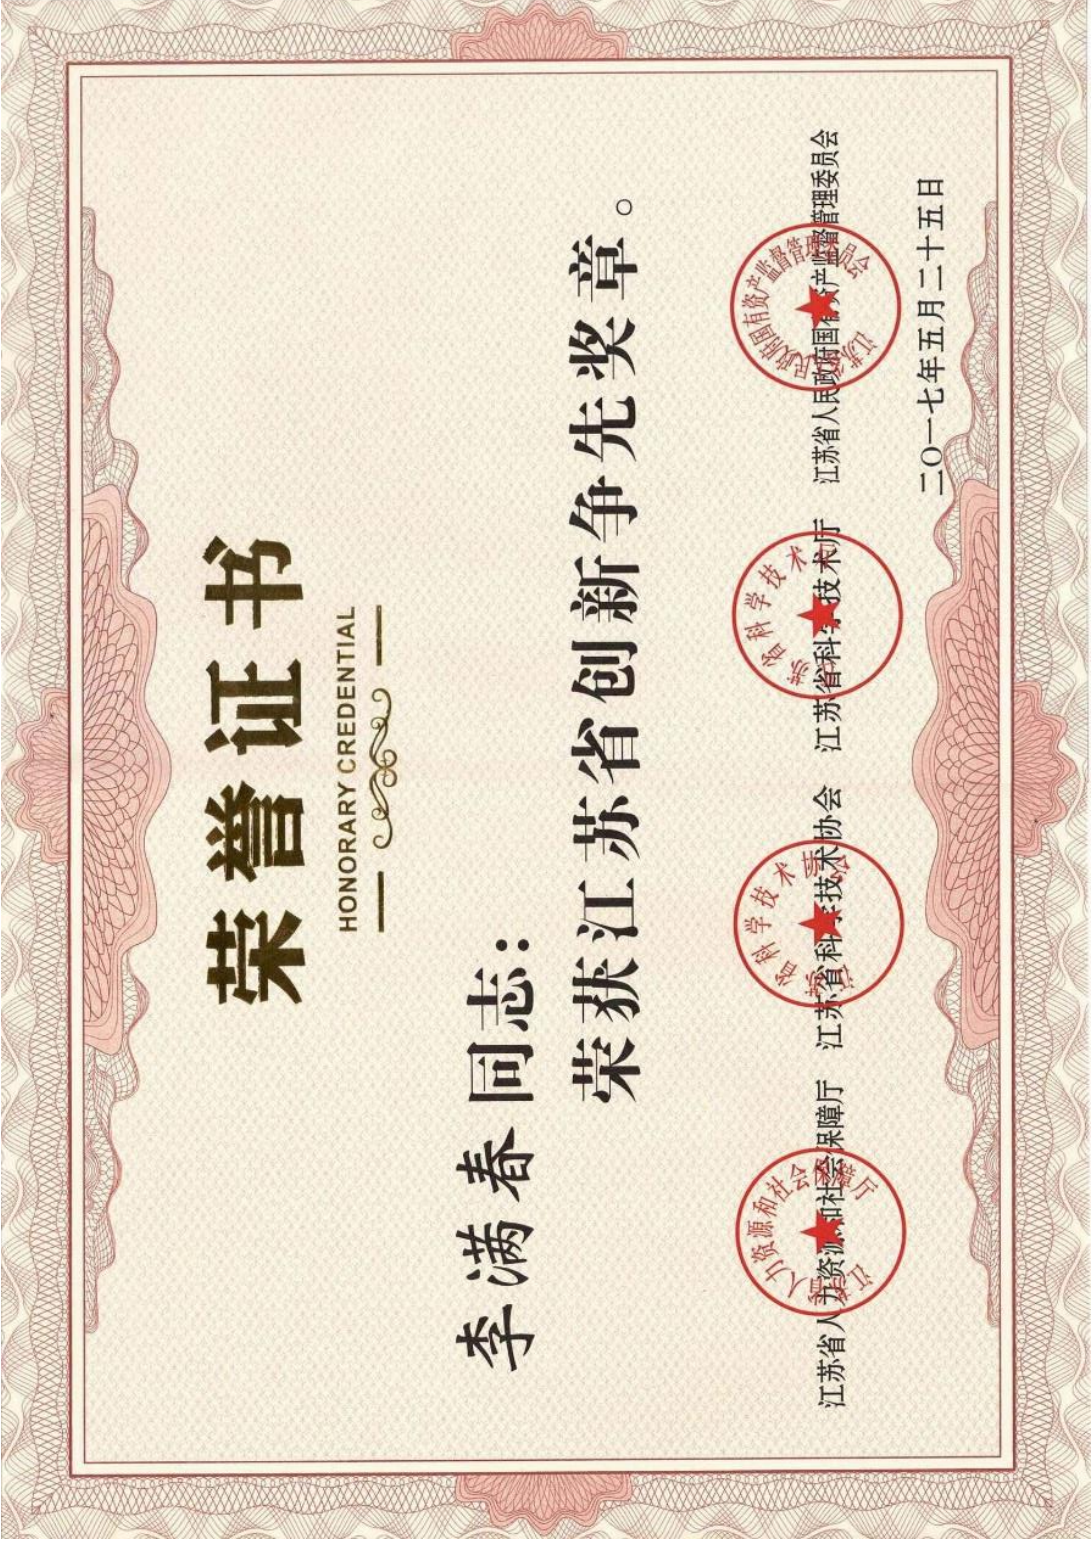 荣誉证书
HONORARY CREDENTIAL
李满春同志：
荣获江苏省创新争先奖章。
江苏省人力资源和社会保障厅 江苏省科学技术协会 江苏省科学技术厅 江苏省人民政府国有资产监督管理委员会
二〇一七年五月二十五日